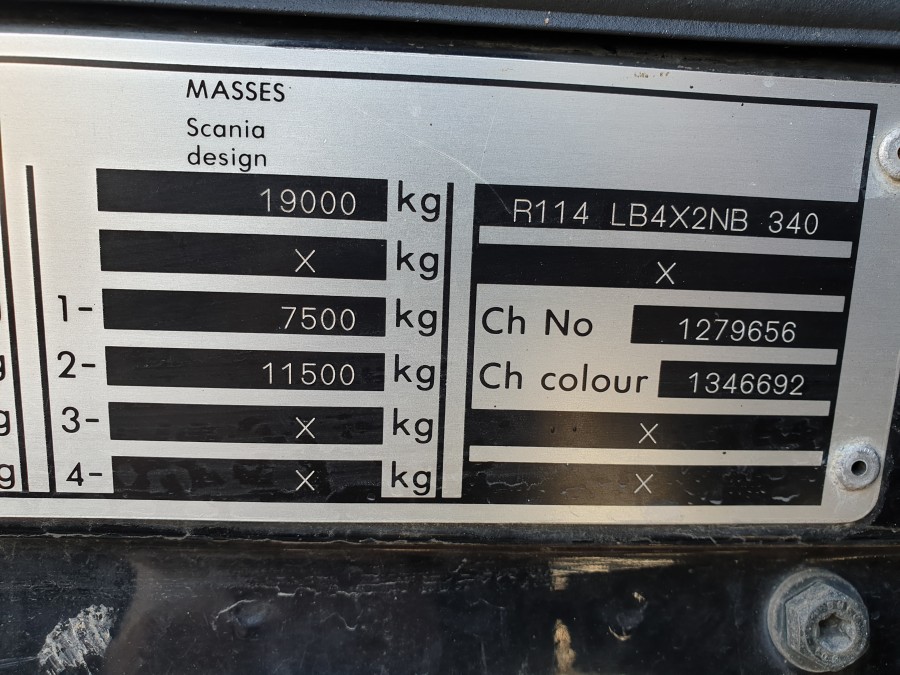 MASSES
Scania
design
19000 kg
X kg
1- 7500 kg
2- 11500 kg
3- X kg
4- X kg
R114 LB4X2NB 340
X
Ch No 1279656
Ch colour 1346692
X
X
g
g
g